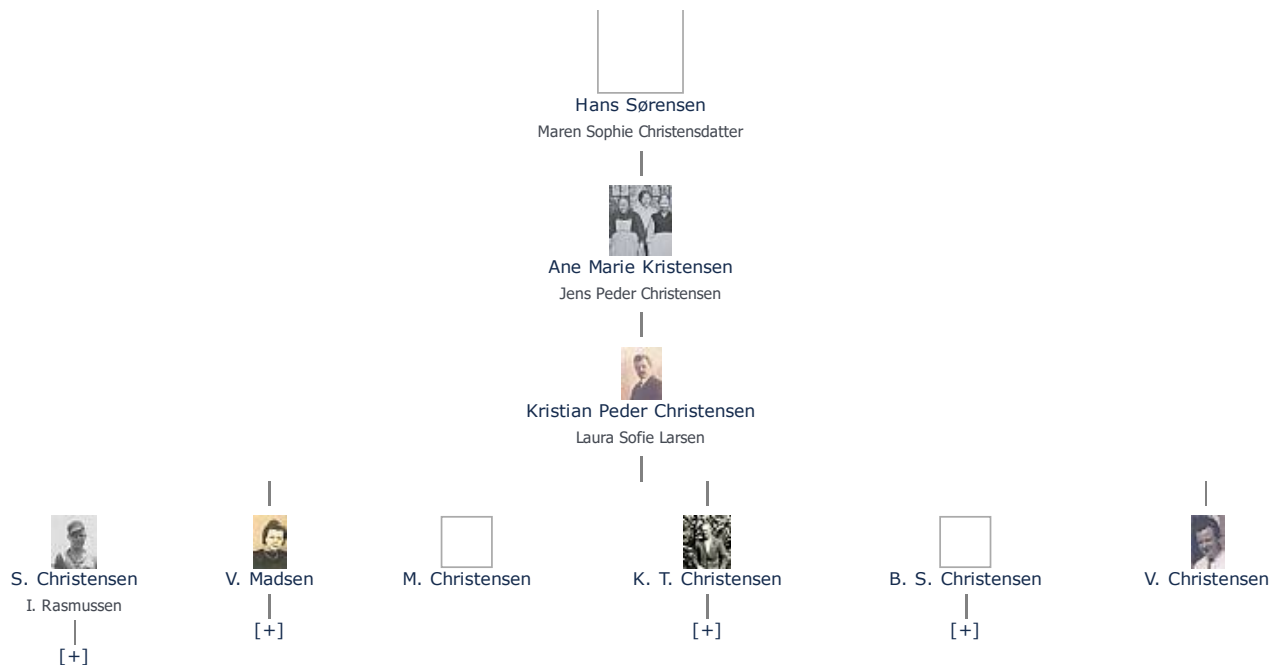 Hans Sørensen
Maren Sophie Christensdatter
Ane Marie Kristensen
Jens Peder Christensen
Kristian Peder Christensen
Laura Sofie Larsen
S. Christensen
I. Rasmussen
[+]
V. Madsen
[+]
M. Christensen
K. T. Christensen
[+]
B. S. Christensen
[+]
V. Christensen